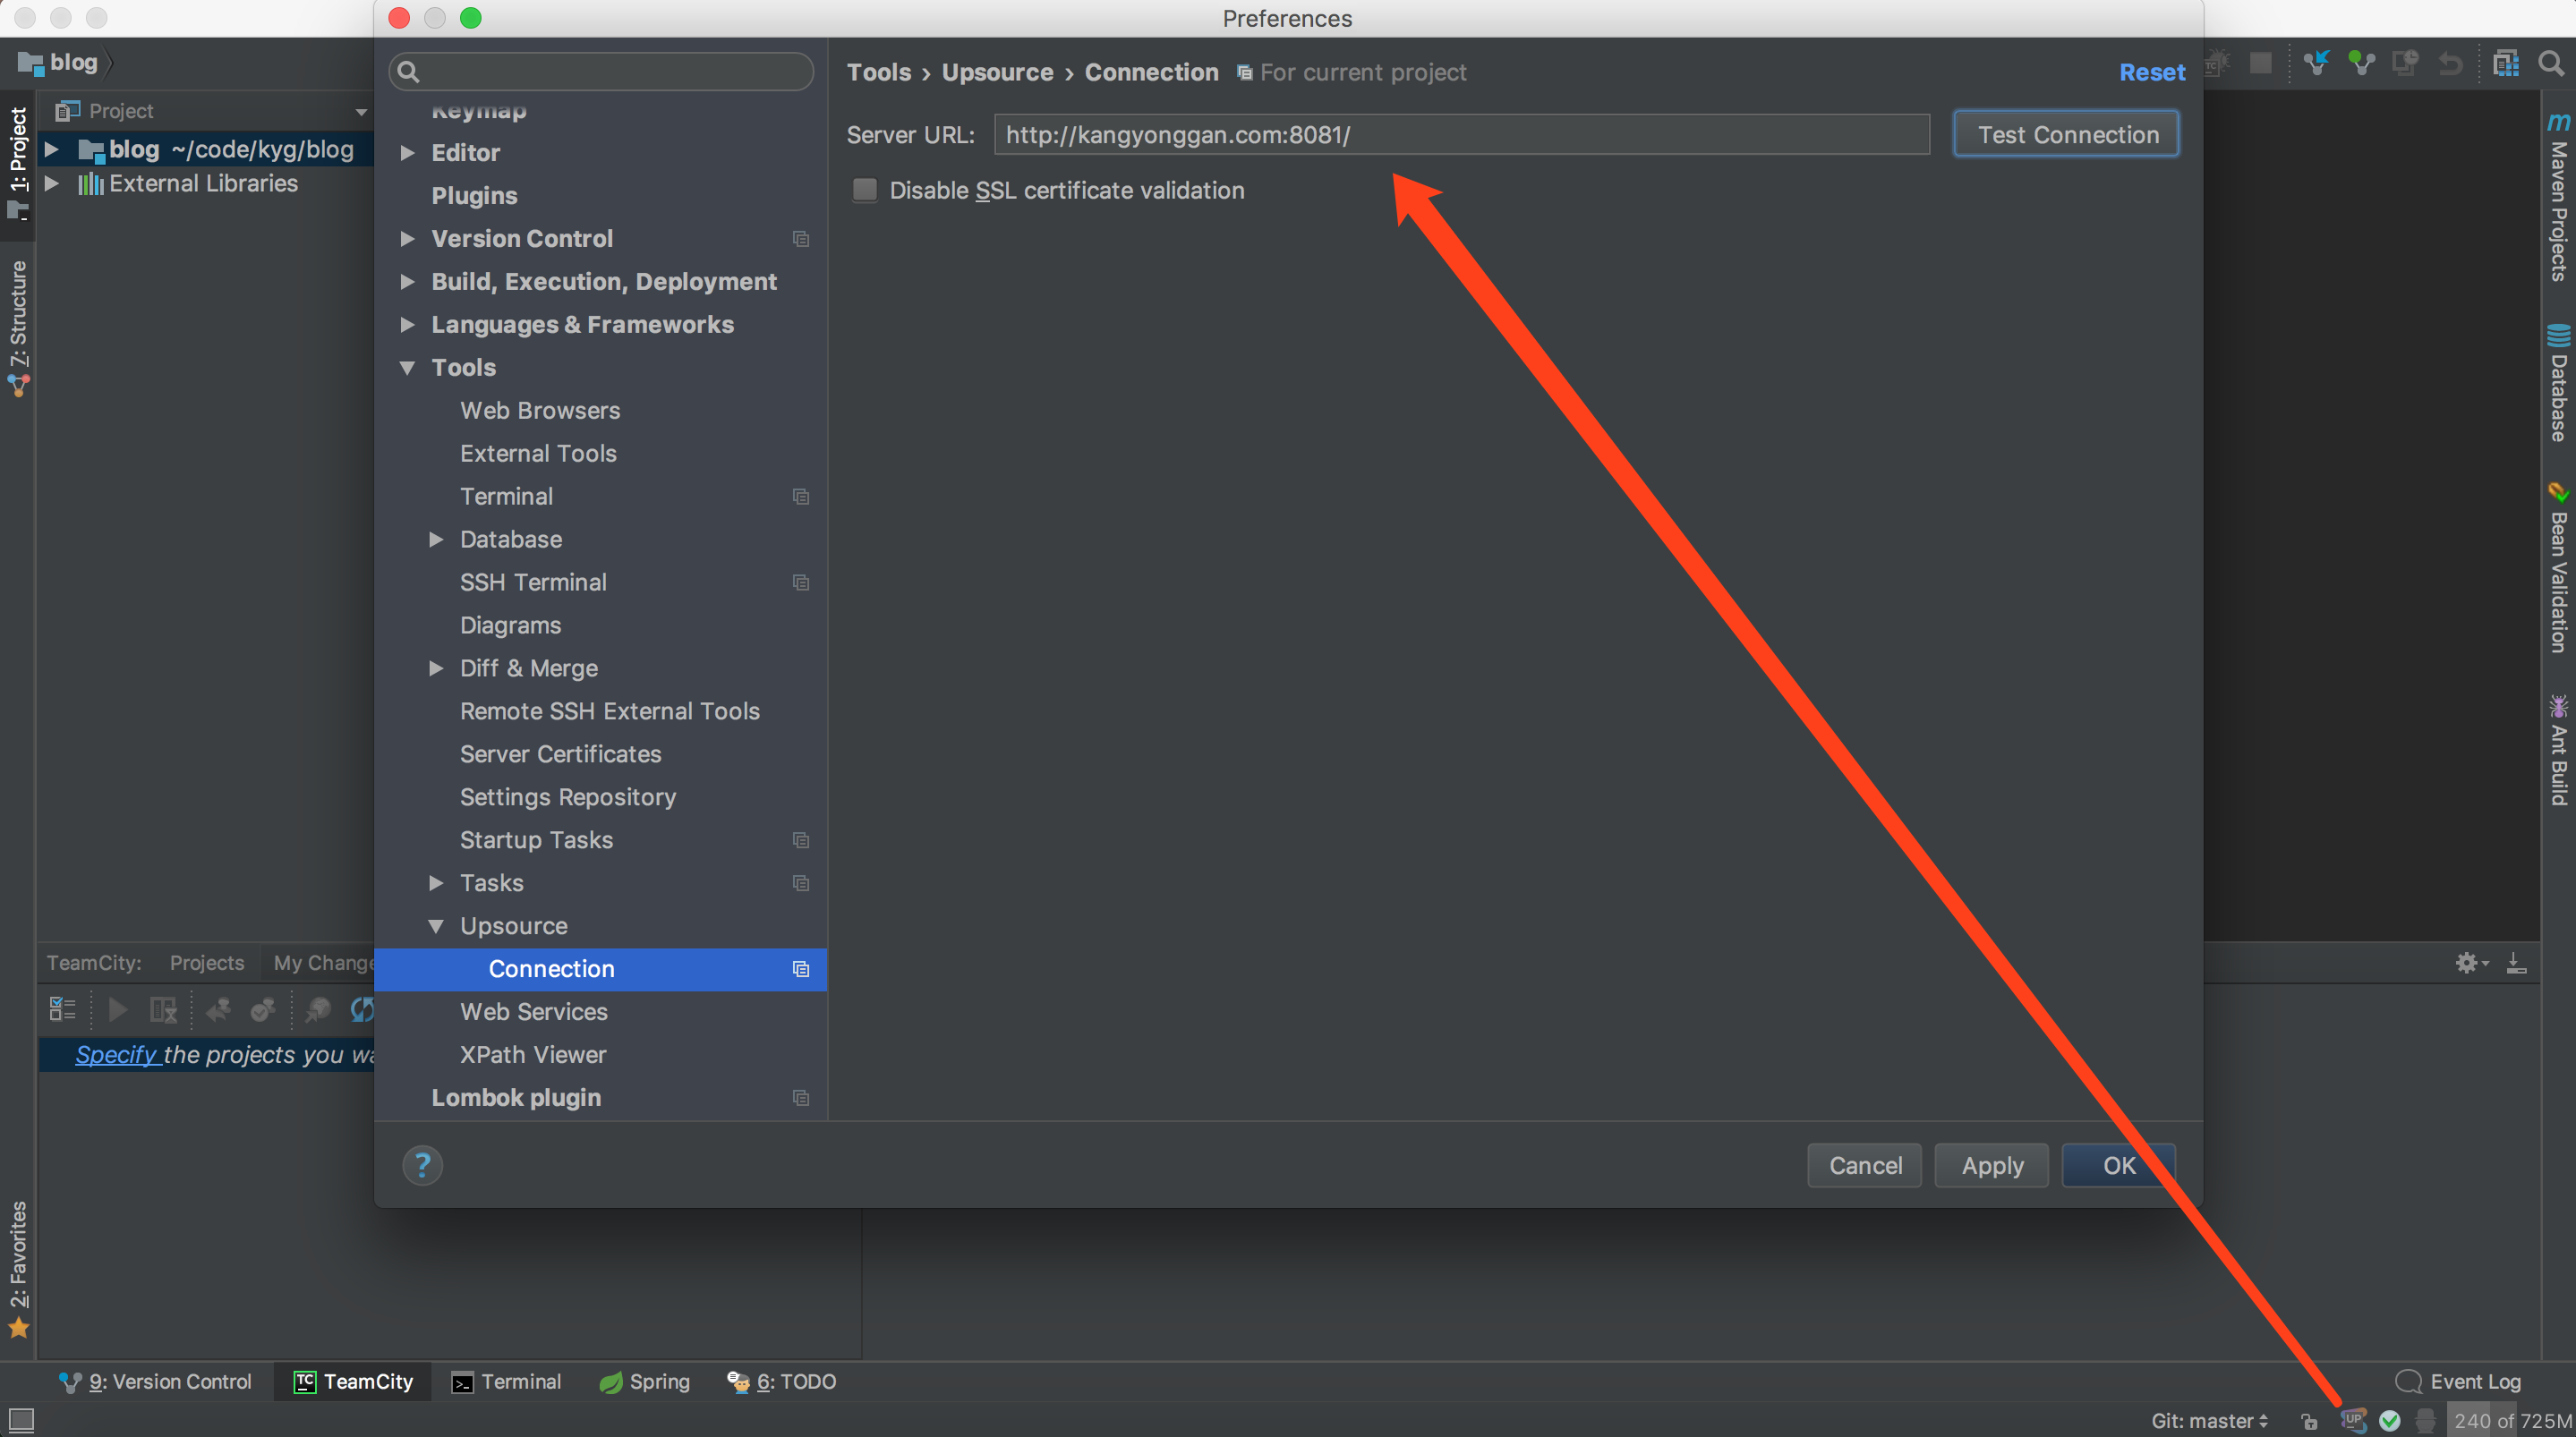 Preferences
blog
Tools › Upsource › Connection For current project
Reset
Project
Keymap
Server URL: http://kangyonggan.com:8081/ Test Connection
blog ~/code/kyg/blog
External Libraries
Disable SSL certificate validation
Editor
Plugins
Version Control
Build, Execution, Deployment
Languages & Frameworks
Tools
Web Browsers
External Tools
Terminal
Database
SSH Terminal
Diagrams
Diff & Merge
Remote SSH External Tools
Server Certificates
Settings Repository
Startup Tasks
Tasks
Upsource
Connection
Web Services
XPath Viewer
Lombok plugin
? Cancel Apply OK
1: Project
7: Structure
2: Favorites
m Maven Projects
Database
Bean Validation
Ant Build
TeamCity: Projects My Change
Specify the projects you wa
9: Version Control TC TeamCity Terminal Spring 6: TODO Event Log
Git: master UP 240 of 725M